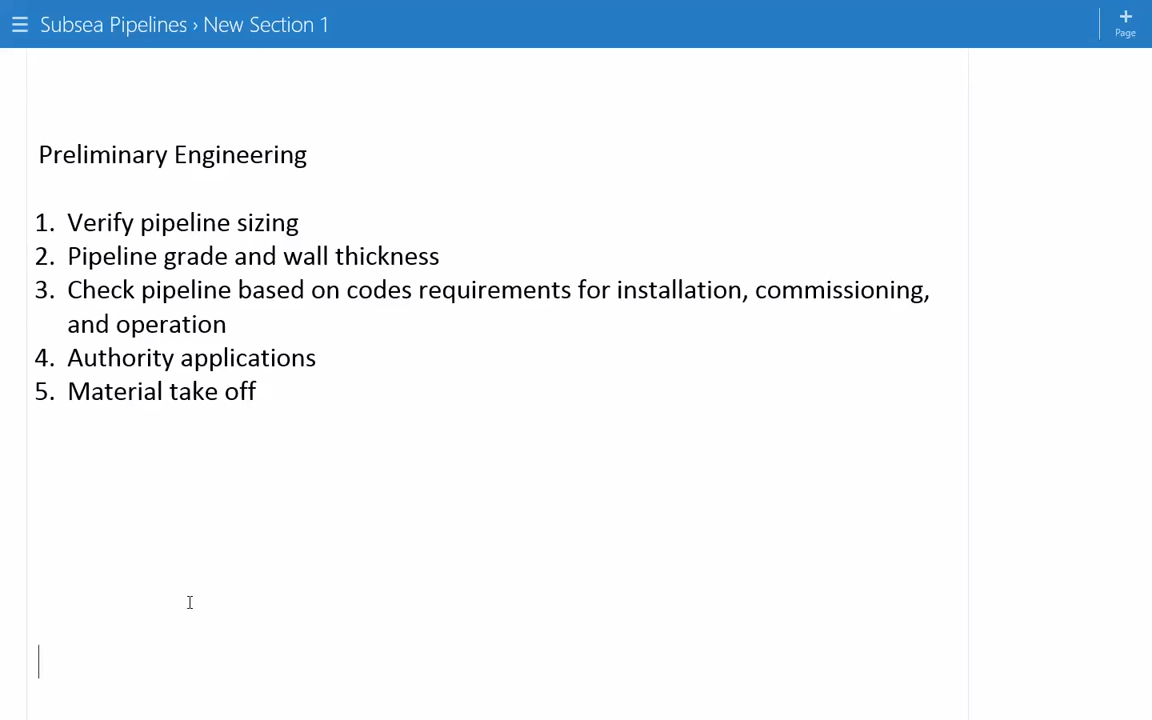 Subsea Pipelines › New Section 1
+
Page
Preliminary Engineering
1. Verify pipeline sizing
2. Pipeline grade and wall thickness
3. Check pipeline based on codes requirements for installation, commissioning,
and operation
4. Authority applications
5. Material take off